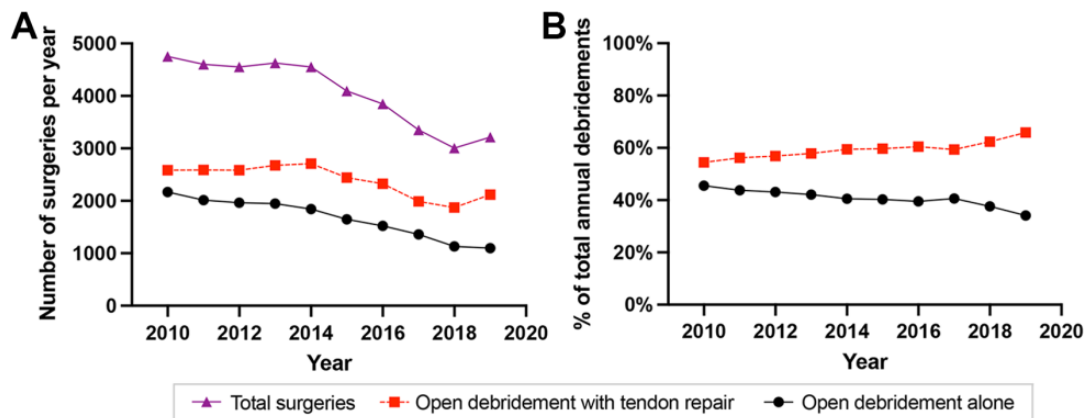 A
Number of surgeries per year
5000
4000
3000
2000
1000
0
2010 2012 2014 2016 2018 2020
Year
B
% of total annual debridements
100%
80%
60%
40%
20%
0%
2010 2012 2014 2016 2018 2020
Year
Total surgeries Open debridement with tendon repair Open debridement alone